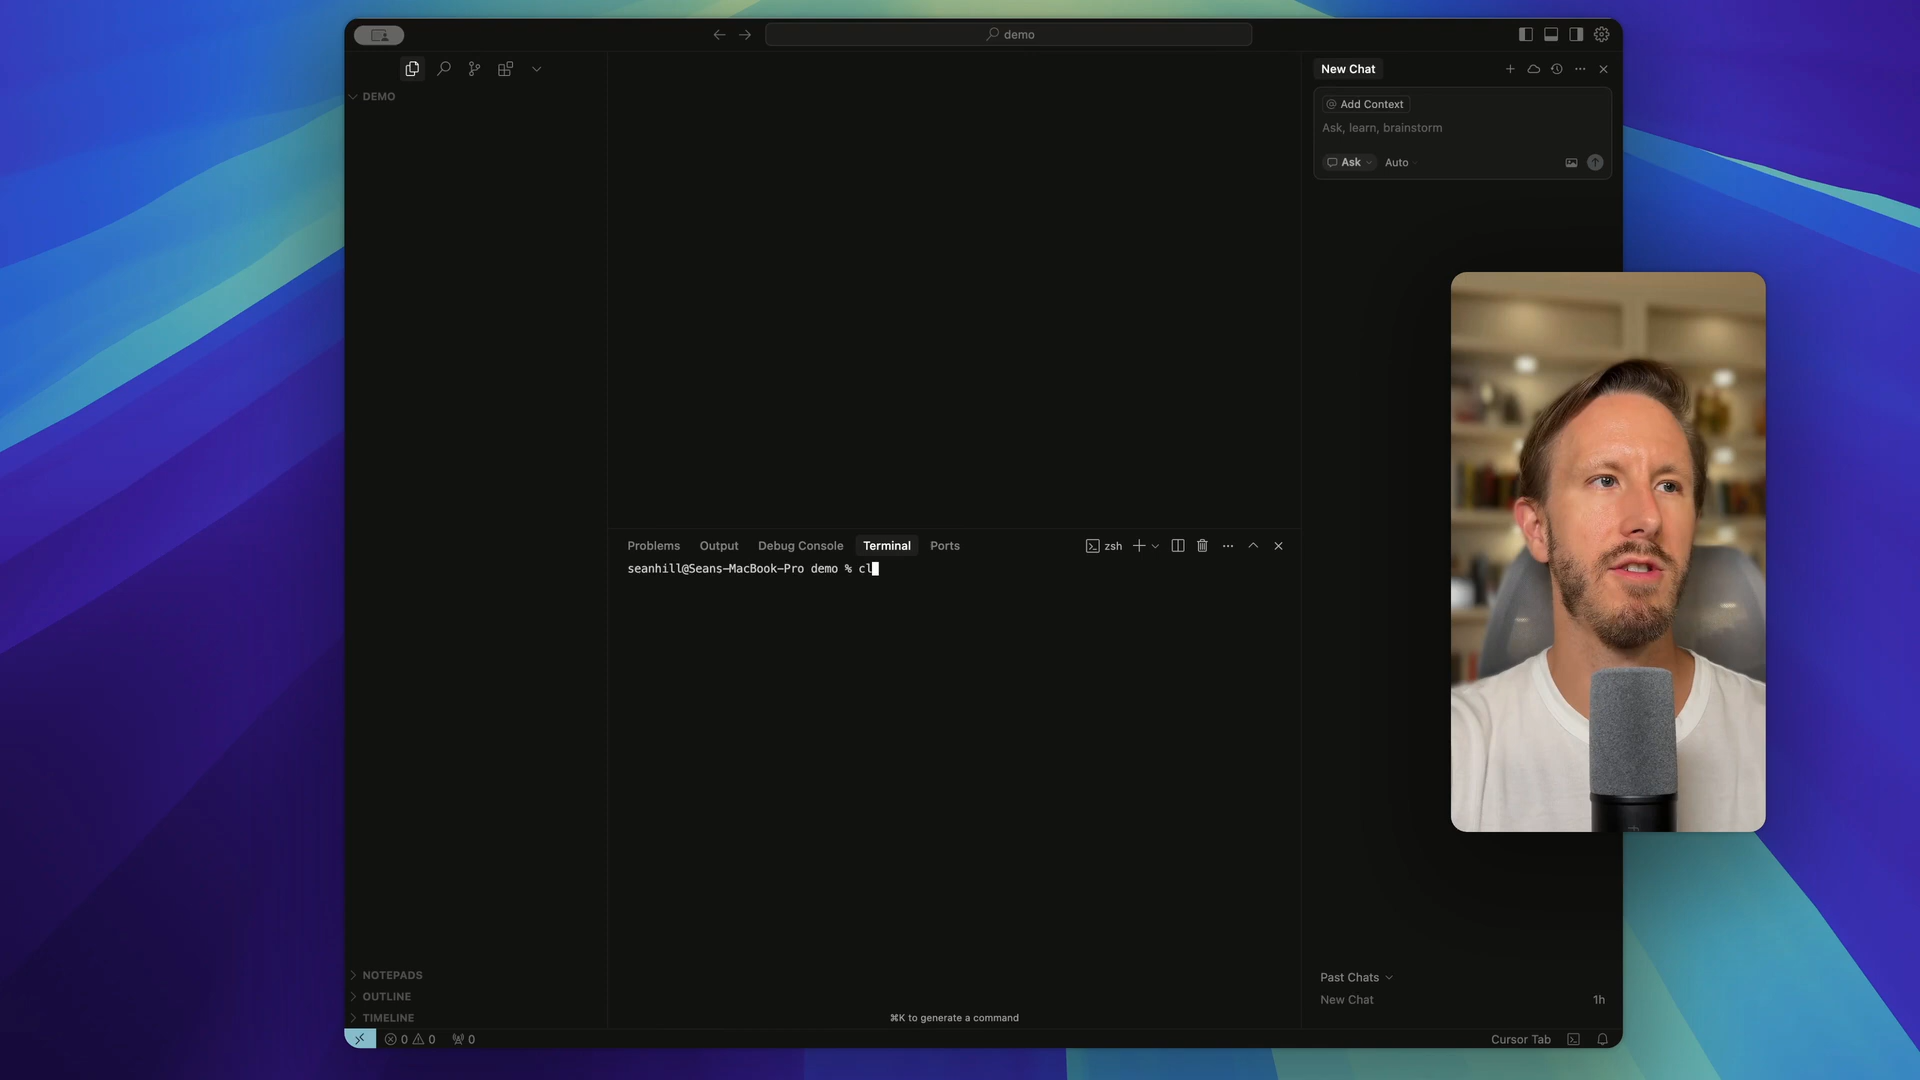 demo
DEMO
New Chat
Add Context
Ask, learn, brainstorm
Ask
Auto
Problems
Output
Debug Console
Terminal
Ports
zsh
seanhill@Seans-MacBook-Pro demo % cl
⌘K to generate a command
NOTEPADS
OUTLINE
TIMELINE
Past Chats
New Chat
1h
0
0
0
Cursor Tab